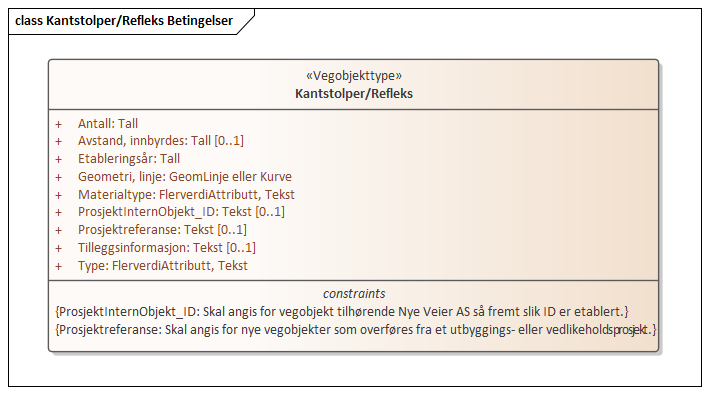 class Kantstolper/Refleks Betingelser
«Vegobjekttype»
Kantstolper/Refleks
+ Antall: Tall
+ Avstand, innbyrdes: Tall [0..1]
+ Etableringsår: Tall
+ Geometri, linje: GeomLinje eller Kurve
+ Materialtype: FlerverdiAttributt, Tekst
+ ProsjektInternObjekt_ID: Tekst [0..1]
+ Prosjektreferanse: Tekst [0..1]
+ Tilleggsinformasjon: Tekst [0..1]
+ Type: FlerverdiAttributt, Tekst
constraints
{ProsjektInternObjekt_ID: Skal angis for vegobjekt tilhørende Nye Veier AS så fremt slik ID er etablert.}
{Prosjektreferanse: Skal angis for nye vegobjekter som overføres fra et utbyggings- eller vedlikeholdsprosjekt.}